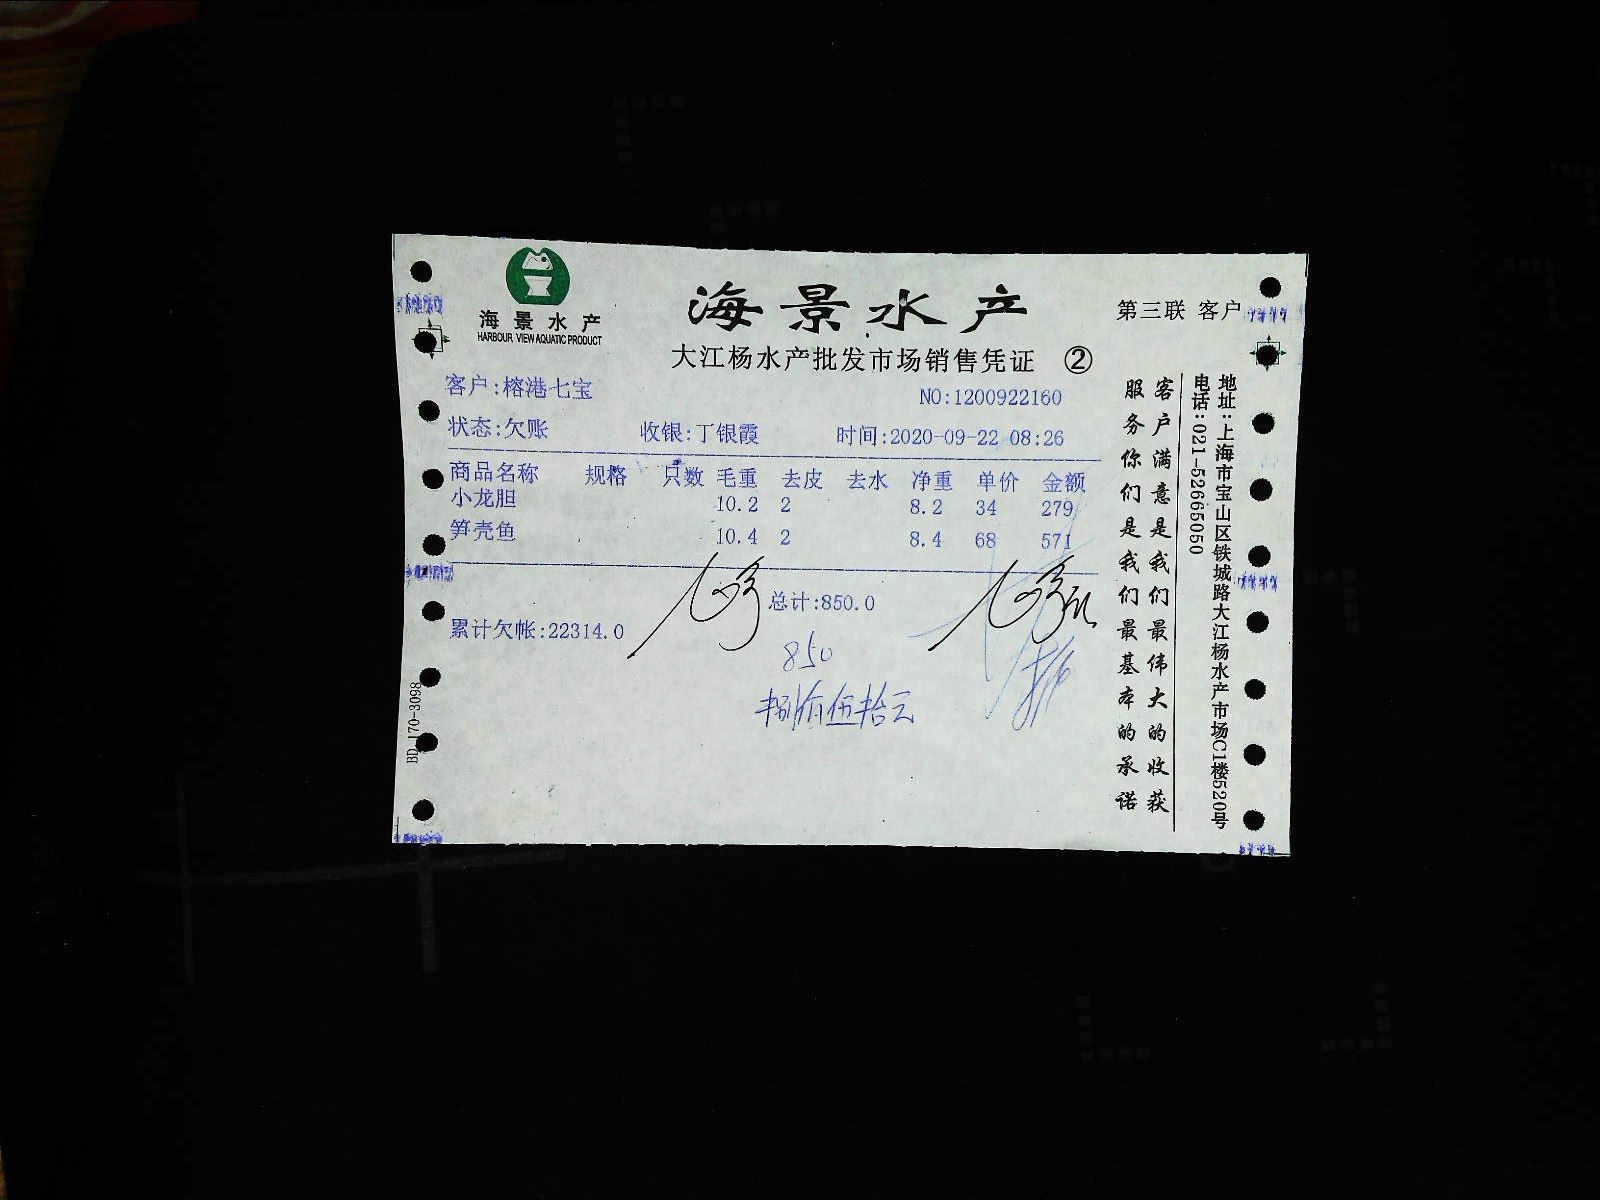 海景水产
HARBOUR VIEW AQUATIC PRODUCT
海景水产
第三联 客户
大江杨水产批发市场销售凭证 ②
客户:榕港七宝
NO:1200922160
状态:欠账 收银:丁银霞 时间:2020-09-22 08:26
商品名称 规格 只数 毛重 去皮 去水 净重 单价 金额
小龙胆 10.2 2 8.2 34 279
笋壳鱼 10.4 2 8.4 68 571
总计:850.0
累计欠帐:22314.0
850
捌佰伍拾元
BD 170-3098
客户满意是我们最伟大的收获
服务你们是我们最基本的承诺
地址:上海市宝山区铁城路大江杨水产市场C1楼520号
电话:021-52665050